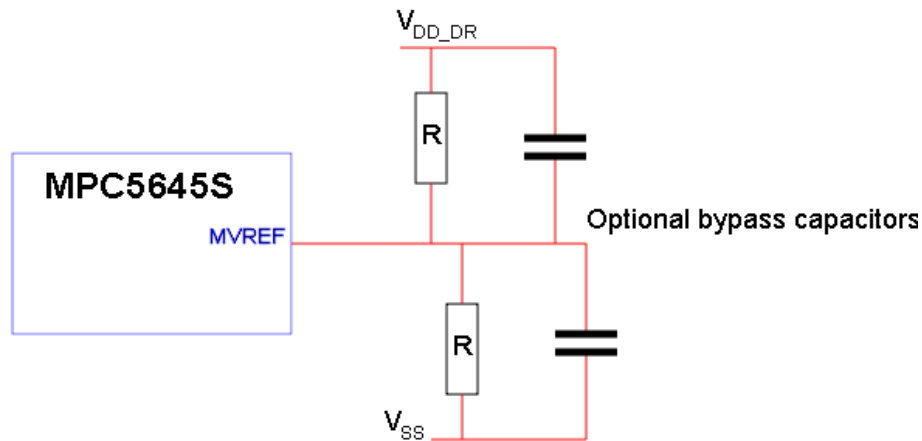 VDD_DR
R
MPC5645S
MVREF
Optional bypass capacitors
R
VSS